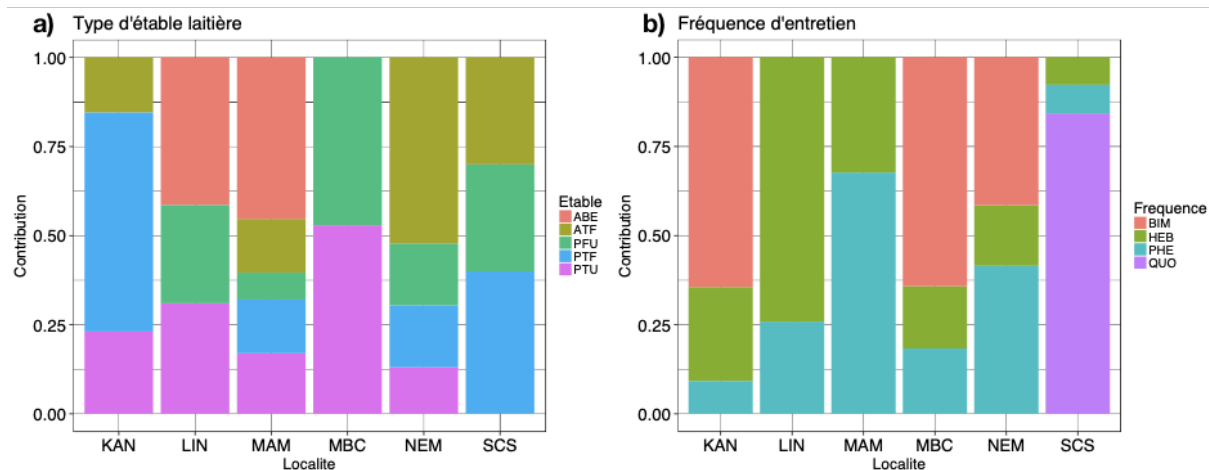 a) Type d'étable laitière
1.00
0.75
0.50
0.25
0.00
Contribution
KAN LIN MAM MBC NEM SCS
Localite
Etable
ABE
ATF
PFU
PTF
PTU
b) Fréquence d'entretien
1.00
0.75
0.50
0.25
0.00
Contribution
KAN LIN MAM MBC NEM SCS
Localite
Frequence
BIM
HEB
PHE
QUO